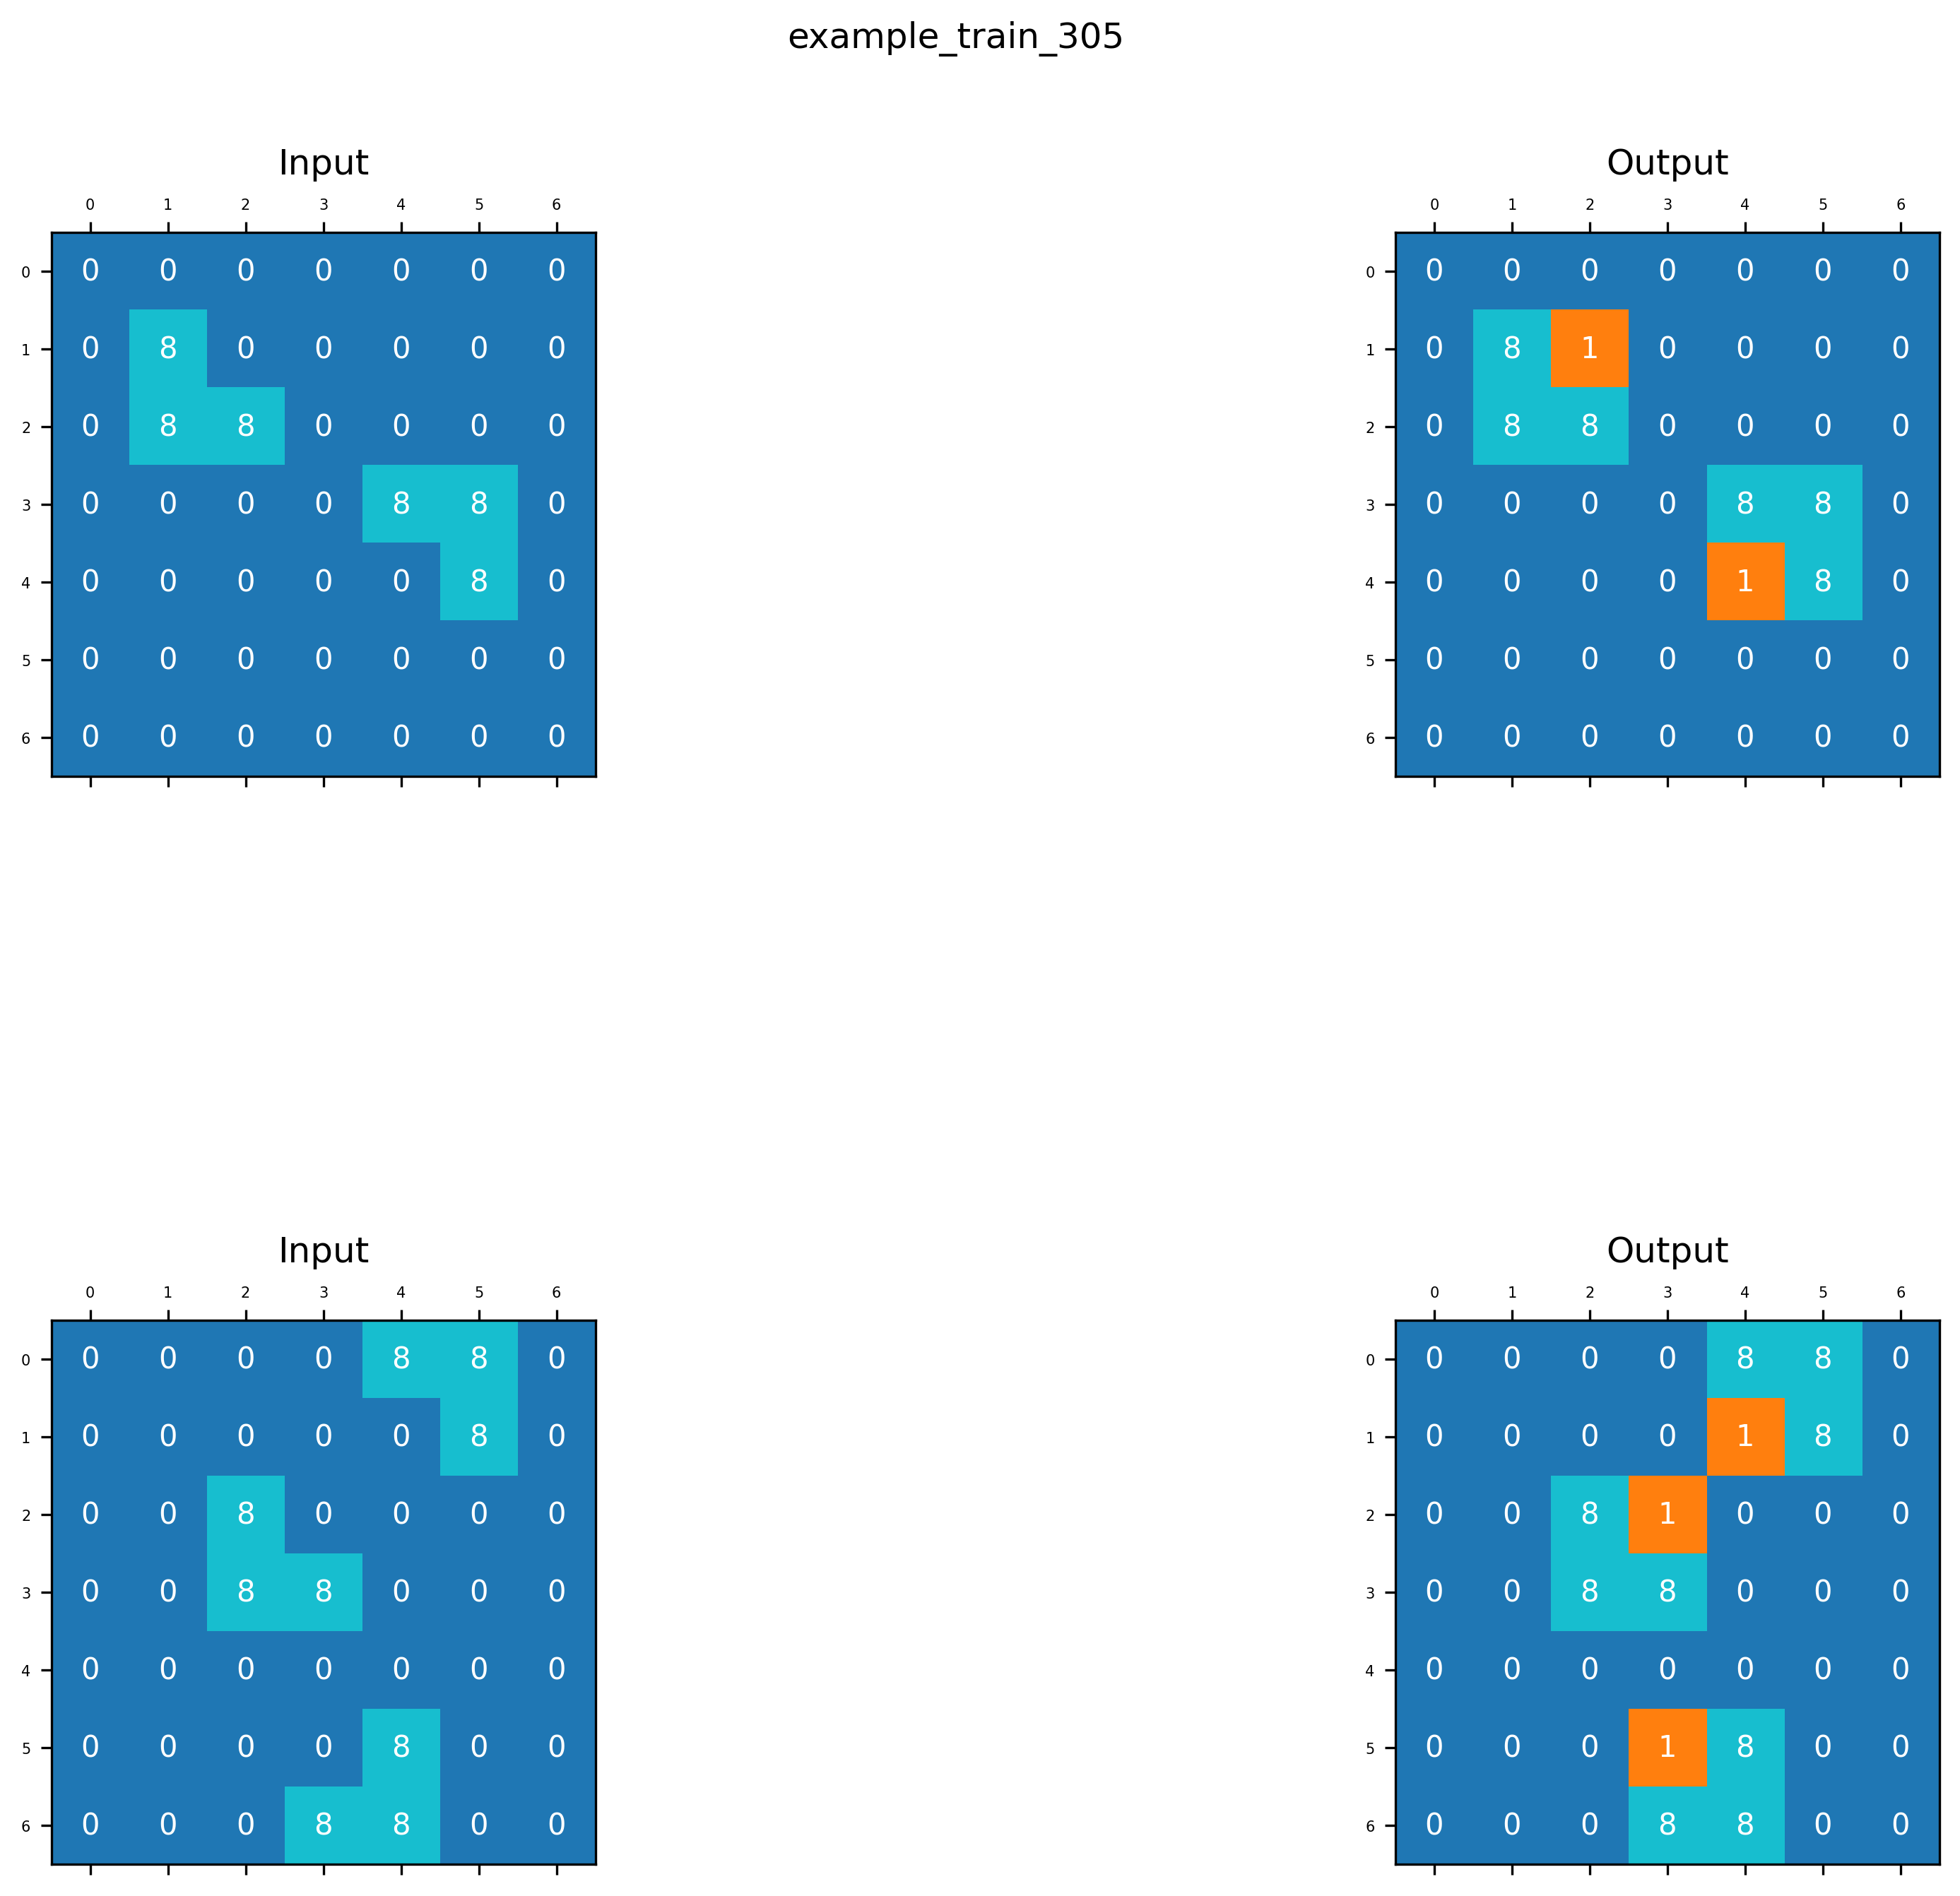 example_train_305
Input
0 1 2 3 4 5 6
0 0 0 0 0 0 0 0
1 0 8 0 0 0 0 0
2 0 8 8 0 0 0 0
3 0 0 0 0 8 8 0
4 0 0 0 0 0 8 0
5 0 0 0 0 0 0 0
6 0 0 0 0 0 0 0
Output
0 1 2 3 4 5 6
0 0 0 0 0 0 0 0
1 0 8 1 0 0 0 0
2 0 8 8 0 0 0 0
3 0 0 0 0 8 8 0
4 0 0 0 0 1 8 0
5 0 0 0 0 0 0 0
6 0 0 0 0 0 0 0
Input
0 1 2 3 4 5 6
0 0 0 0 0 8 8 0
1 0 0 0 0 0 8 0
2 0 0 8 0 0 0 0
3 0 0 8 8 0 0 0
4 0 0 0 0 0 0 0
5 0 0 0 0 8 0 0
6 0 0 0 8 8 0 0
Output
0 1 2 3 4 5 6
0 0 0 0 0 8 8 0
1 0 0 0 0 1 8 0
2 0 0 8 1 0 0 0
3 0 0 8 8 0 0 0
4 0 0 0 0 0 0 0
5 0 0 0 1 8 0 0
6 0 0 0 8 8 0 0